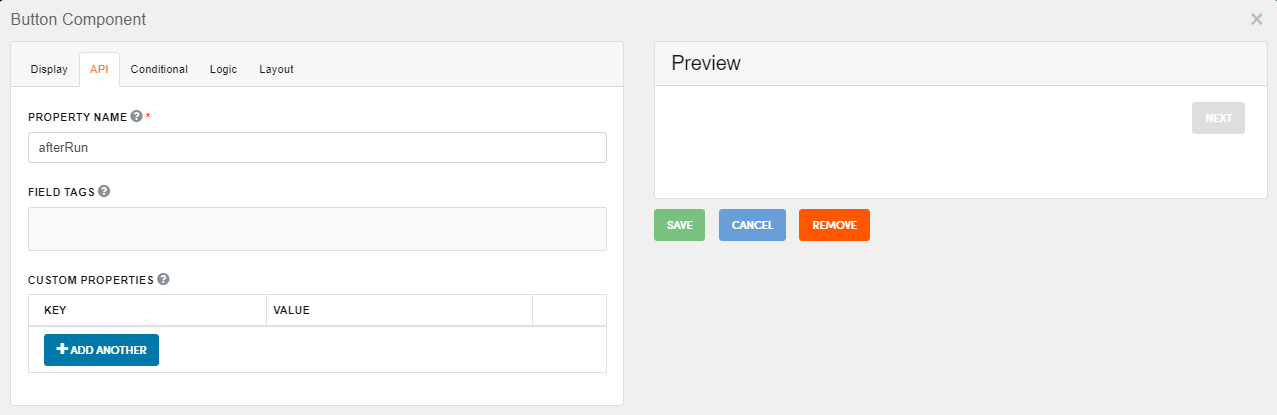 Button Component
×
Display API Conditional Logic Layout
PROPERTY NAME ? *
afterRun
FIELD TAGS ?
CUSTOM PROPERTIES ?
KEY VALUE
+ ADD ANOTHER
Preview
NEXT
SAVE CANCEL REMOVE